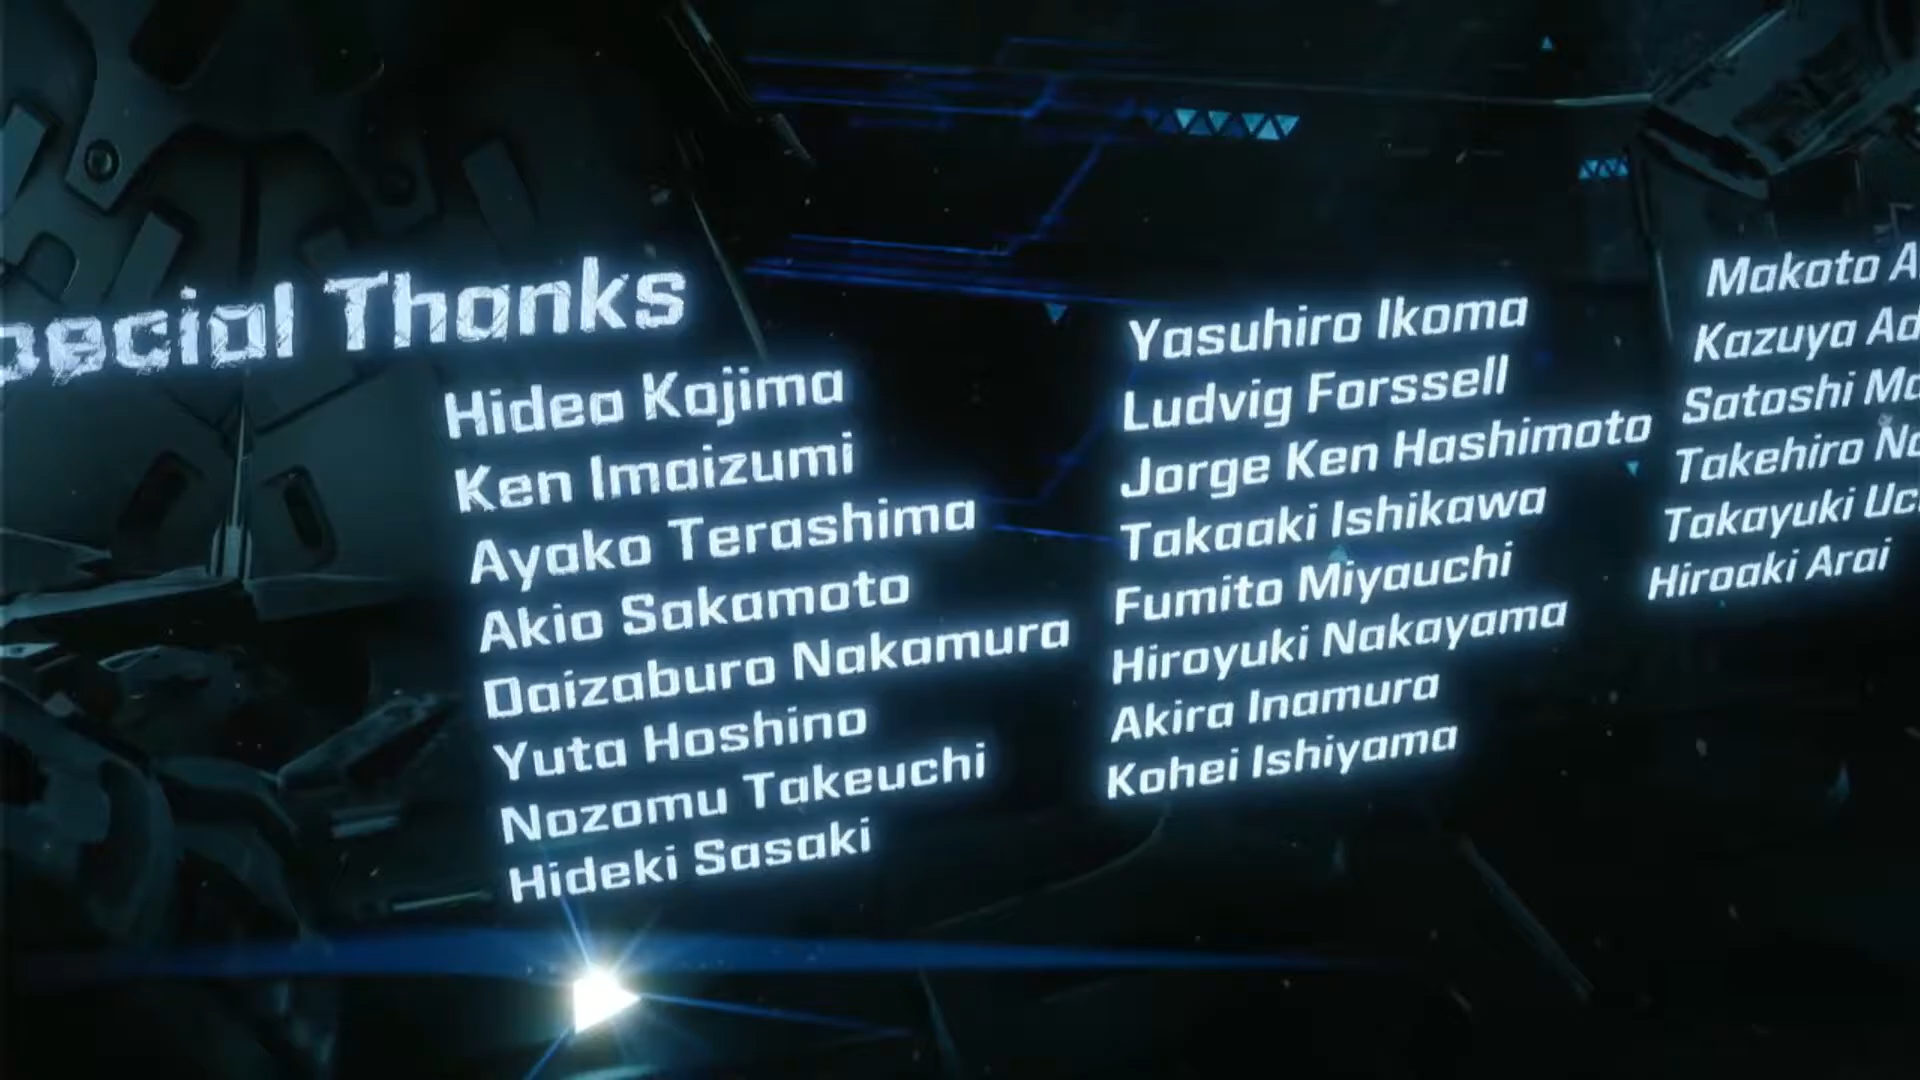 Special Thanks
Hideo Kojima
Ken Imaizumi
Ayako Terashima
Akio Sakamoto
Daizaburo Nakamura
Yuta Hoshino
Nozomu Takeuchi
Hideki Sasaki
Yasuhiro Ikoma
Ludvig Forssell
Jorge Ken Hashimoto
Takaaki Ishikawa
Fumito Miyauchi
Hiroyuki Nakayama
Akira Inamura
Kohei Ishiyama
Makoto
Kazuya
Satoshi
Takehiro
Takayuki
Hiroaki Arai